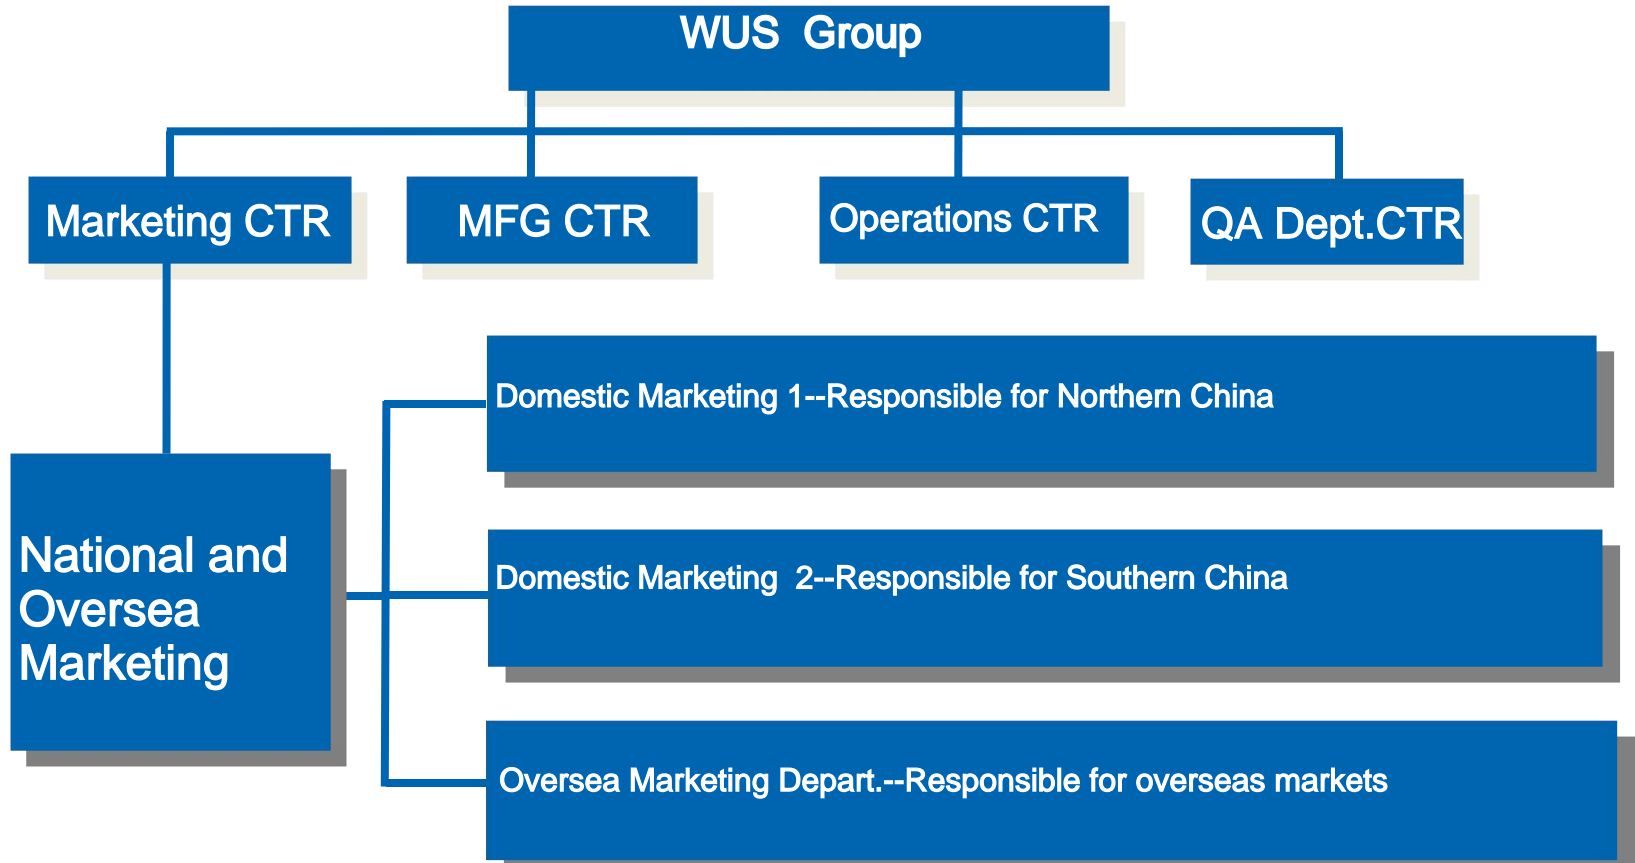 WUS  Group
Marketing CTR
MFG CTR
Operations CTR
QA Dept.CTR
Domestic Marketing 1--Responsible for Northern China
National and
Oversea
Marketing
Domestic Marketing  2--Responsible for Southern China
Oversea Marketing Depart.--Responsible for overseas markets